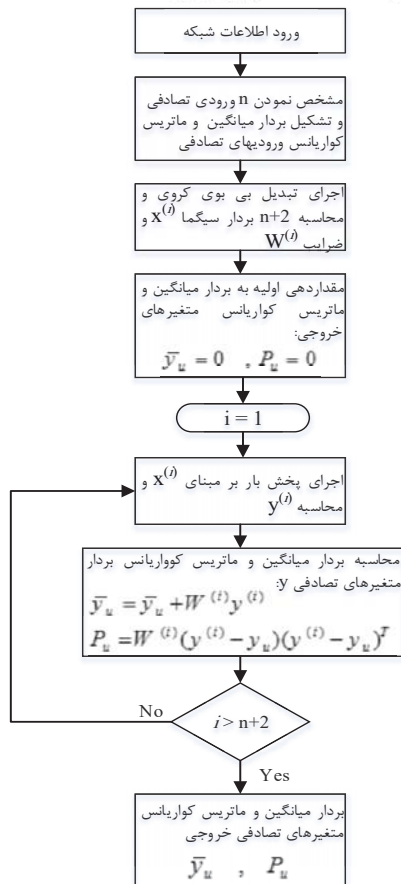 ورود اطلاعات شبکه
مشخص نمودن n ورودی تصادفی
و تشکیل بردار میانگین و ماتریس
کواریانس ورودیهای تصادفی
اجرای تبدیل بی بوی کروی و
محاسبه n+2 بردار سیگما x^(i) و
ضرایب W^(i)
مقداردهی اولیه به بردار میانگین و
ماتریس کواریانس متغیرهای
خروجی:
ȳ_u = 0 , P_u = 0
i = 1
اجرای پخش بار بر مبنای x^(i) و
محاسبه y^(i)
محاسبه بردار میانگین و ماتریس کوواریانس بردار
متغیرهای تصادفی y:
ȳ_u = ȳ_u + W^(i) y^(i)
P_u = W^(i) (y^(i) − y_u)(y^(i) − y_u)^T
No
i > n+2
Yes
بردار میانگین و ماتریس کواریانس
متغیرهای تصادفی خروجی
ȳ_u , P_u